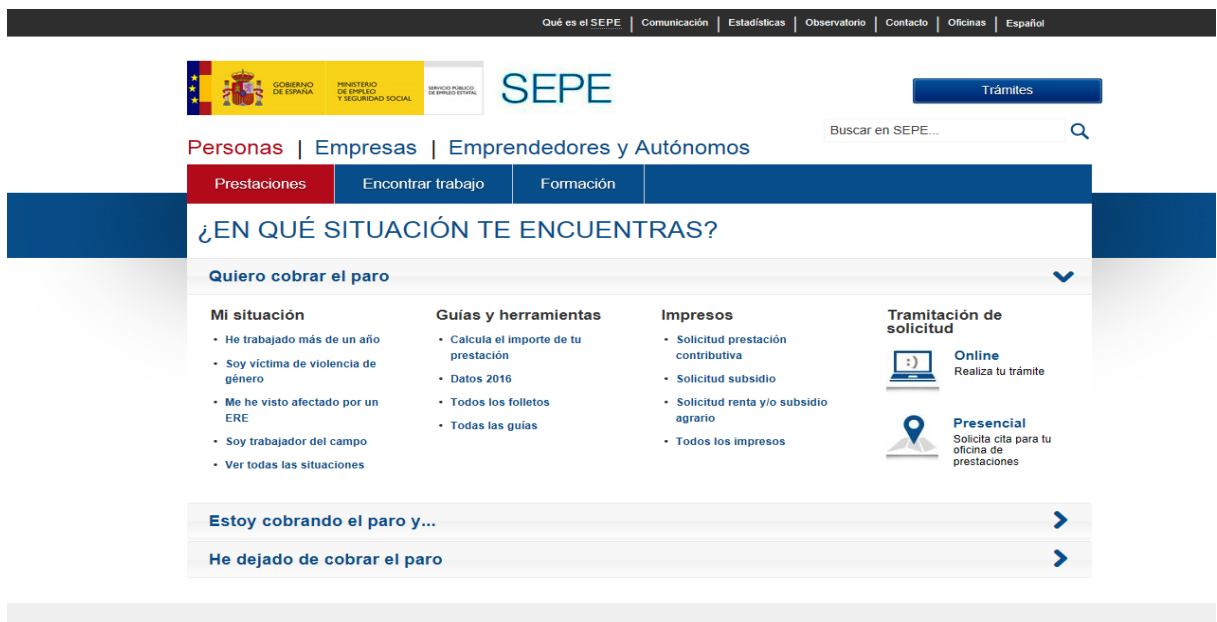 Qué es el SEPE | Comunicación | Estadísticas | Observatorio | Contacto | Oficinas | Español
GOBIERNO
DE ESPAÑA
MINISTERIO
DE EMPLEO
Y SEGURIDAD SOCIAL
SERVICIO PÚBLICO
DE EMPLEO ESTATAL
SEPE
Trámites
Buscar en SEPE...
Personas | Empresas | Emprendedores y Autónomos
Prestaciones
Encontrar trabajo
Formación
¿EN QUÉ SITUACIÓN TE ENCUENTRAS?
Quiero cobrar el paro
Mi situación
• He trabajado más de un año
• Soy víctima de violencia de
género
• Me he visto afectado por un
ERE
• Soy trabajador del campo
• Ver todas las situaciones
Guías y herramientas
• Calcula el importe de tu
prestación
• Datos 2016
• Todos los folletos
• Todas las guías
Impresos
• Solicitud prestación
contributiva
• Solicitud subsidio
• Solicitud renta y/o subsidio
agrario
• Todos los impresos
Tramitación de
solicitud
:)
Online
Realiza tu trámite
Presencial
Solicita cita para tu
oficina de
prestaciones
Estoy cobrando el paro y...
He dejado de cobrar el paro